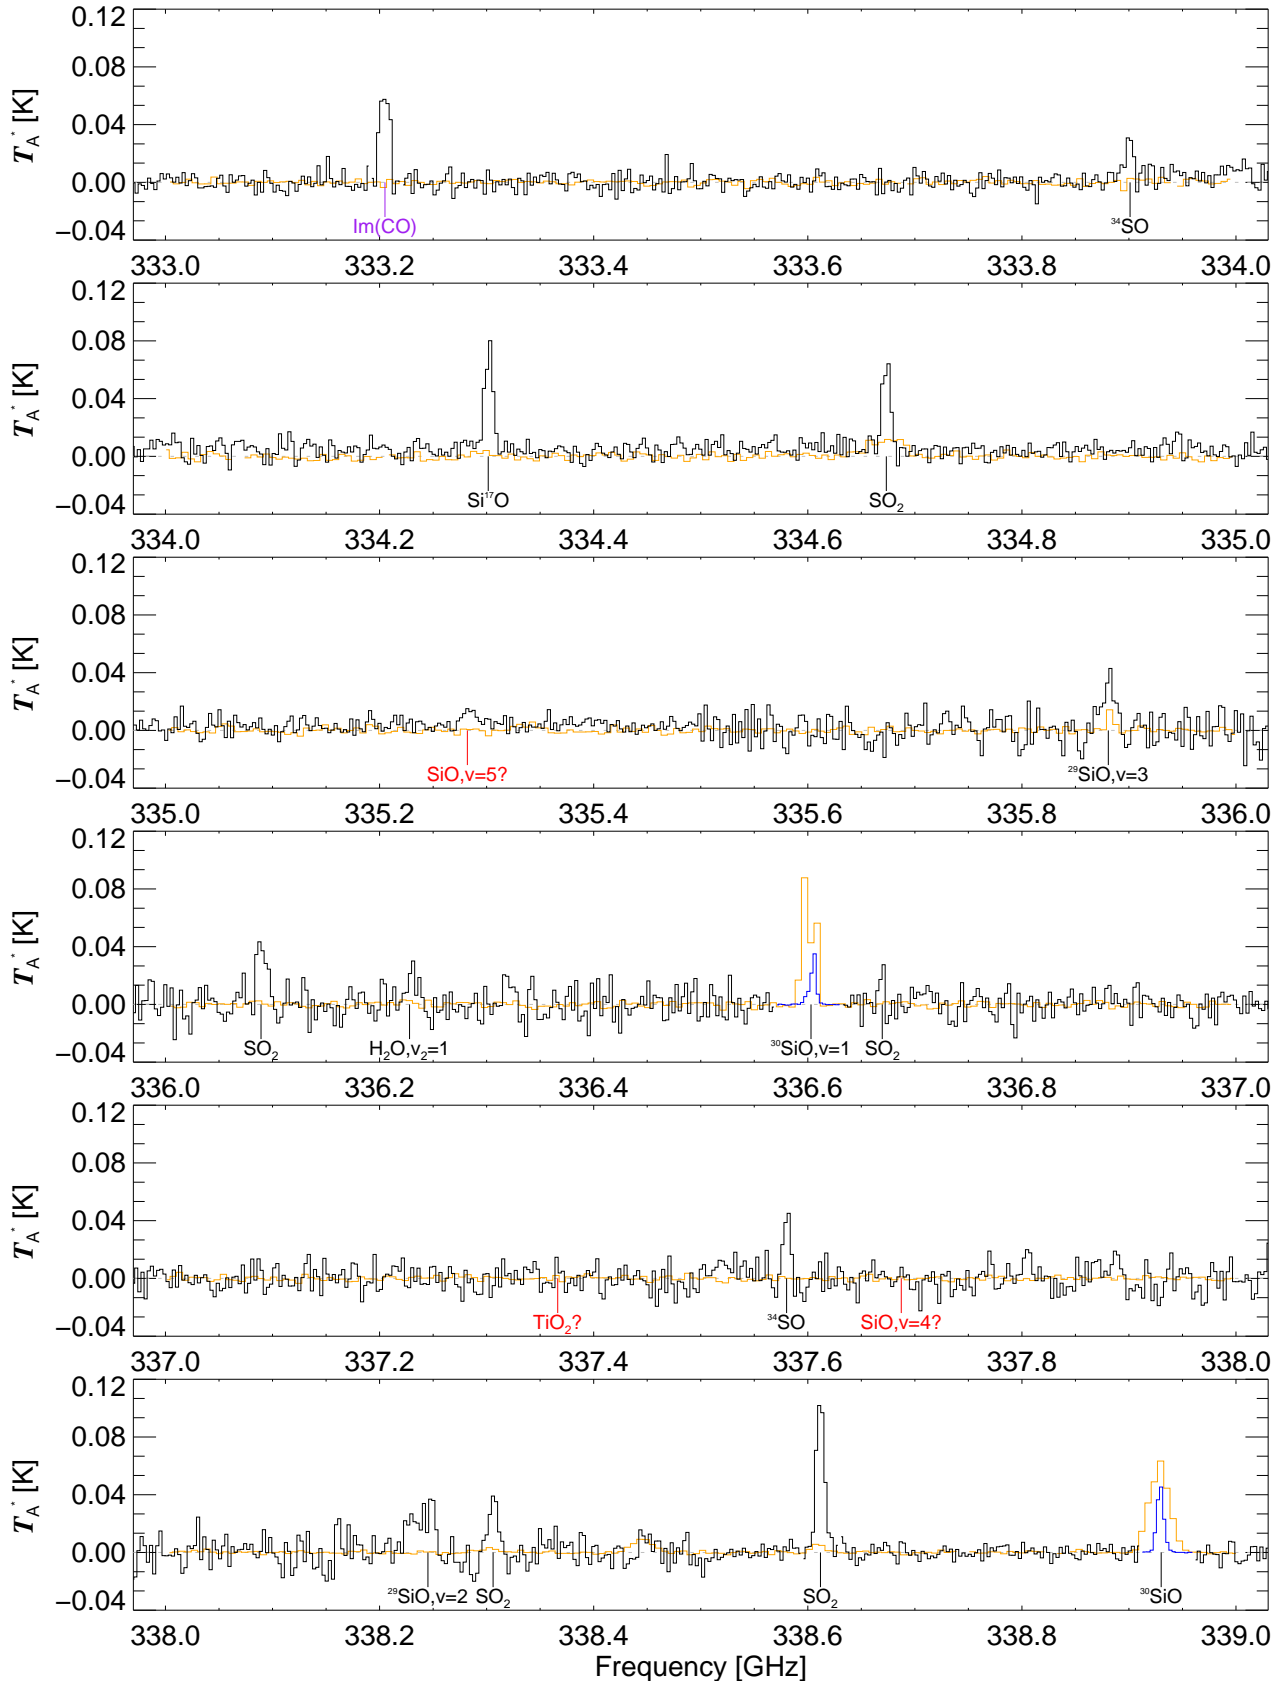 0.12
0.08
0.04
0.00
−0.04
T_A^* [K]
Im(CO)
³⁴SO
333.0 333.2 333.4 333.6 333.8 334.0
0.12
0.08
0.04
0.00
−0.04
T_A^* [K]
Si¹⁷O
SO₂
334.0 334.2 334.4 334.6 334.8 335.0
0.12
0.08
0.04
0.00
−0.04
T_A^* [K]
SiO,v=5?
²⁹SiO,v=3
335.0 335.2 335.4 335.6 335.8 336.0
0.12
0.08
0.04
0.00
−0.04
T_A^* [K]
SO₂
H₂O,v₂=1
³⁰SiO,v=1
SO₂
336.0 336.2 336.4 336.6 336.8 337.0
0.12
0.08
0.04
0.00
−0.04
T_A^* [K]
TiO₂?
³⁴SO
SiO,v=4?
337.0 337.2 337.4 337.6 337.8 338.0
0.12
0.08
0.04
0.00
−0.04
T_A^* [K]
²⁹SiO,v=2
SO₂
SO₂
³⁰SiO
338.0 338.2 338.4 338.6 338.8 339.0
Frequency [GHz]